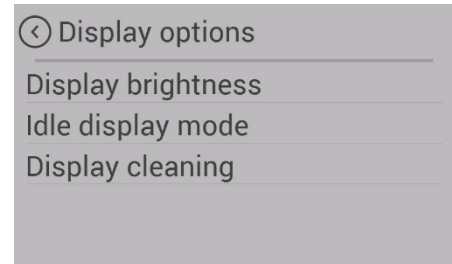 Display options
Display brightness
Idle display mode
Display cleaning